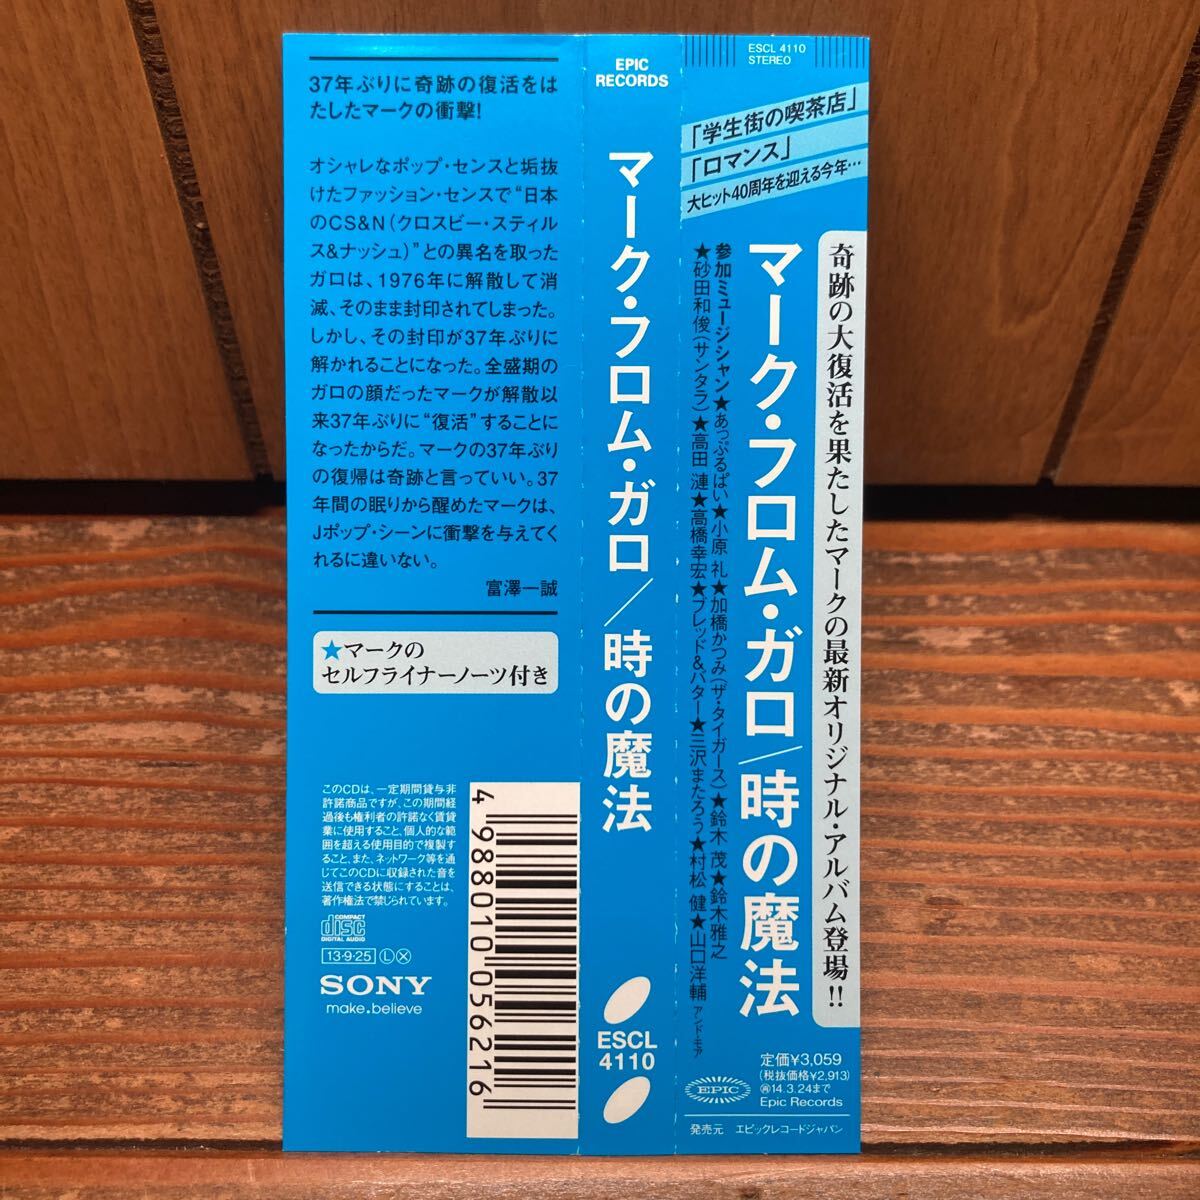 37年ぶりに奇跡の復活をは
たしたマークの衝撃!
オシャレなポップ・センスと垢抜
けたファッション・センスで“日本
のCS&N(クロスビー・スティル
ス&ナッシュ)”との異名を取った
ガロは、1976年に解散して消
滅、そのまま封印されてしまった。
しかし、その封印が37年ぶりに
解かれることになった。全盛期の
ガロの顔だったマークが解散以
来37年ぶりに“復活”することに
なったからだ。マークの37年ぶり
の復帰は奇跡と言っていい。37
年間の眠りから醒めたマークは、
Jポップ・シーンに衝撃を与えてく
れるに違いない。
富澤一誠
★マークの
セルフライナーノーツ付き
このCDは、一定期間貸与非
許諾商品ですが、この期間経
過後も権利者の許諾なく賃貸
業に使用すること、個人的な範
囲を超える使用目的で複製す
ること、また、ネットワーク等を通
じてこのCDに収録された音を
送信できる状態にすることは、
著作権法で禁じられています。
COMPACT
disc
DIGITAL AUDIO
13・9・25 Ⓛ Ⓧ
SONY
make.believe
4 988010 056216
EPIC
RECORDS
マーク・フロム・ガロ/時の魔法
ESCL
4110
ESCL 4110
STEREO
「学生街の喫茶店」
「ロマンス」
大ヒット40周年を迎える今年…
奇跡の大復活を果たしたマークの最新オリジナル・アルバム登場!!
マーク・フロム・ガロ/時の魔法
参加ミュージシャン★あっぷるぱい★小原 礼★加橋かつみ(ザ・タイガース)★鈴木 茂★鈴木雅之
★砂田和俊(サンタラ)★高田 漣★高橋幸宏★ブレッド&バター★三沢またろう★村松 健★山口洋輔 アンド・モア
定価¥3,059
(税抜価格¥2,913)
㊕14.3.24まで
Epic Records
EPIC
発売元 エピックレコードジャパン